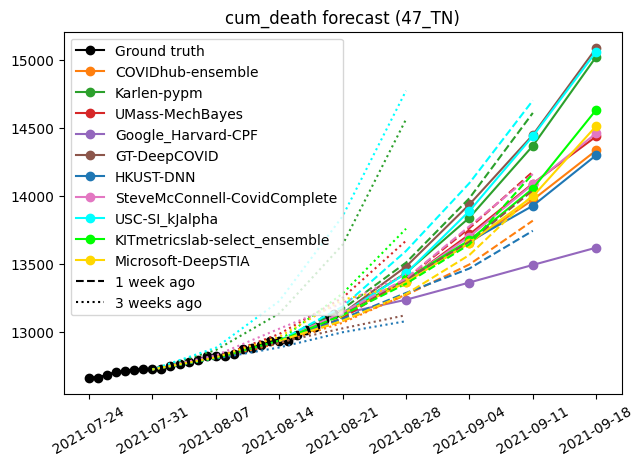 cum_death forecast (47_TN)
15000
14500
14000
13500
13000
Ground truth
COVIDhub-ensemble
Karlen-pypm
UMass-MechBayes
Google_Harvard-CPF
GT-DeepCOVID
HKUST-DNN
SteveMcConnell-CovidComplete
USC-SI_kJalpha
KITmetricslab-select_ensemble
Microsoft-DeepSTIA
1 week ago
3 weeks ago
2021-07-24
2021-07-31
2021-08-07
2021-08-14
2021-08-21
2021-08-28
2021-09-04
2021-09-11
2021-09-18